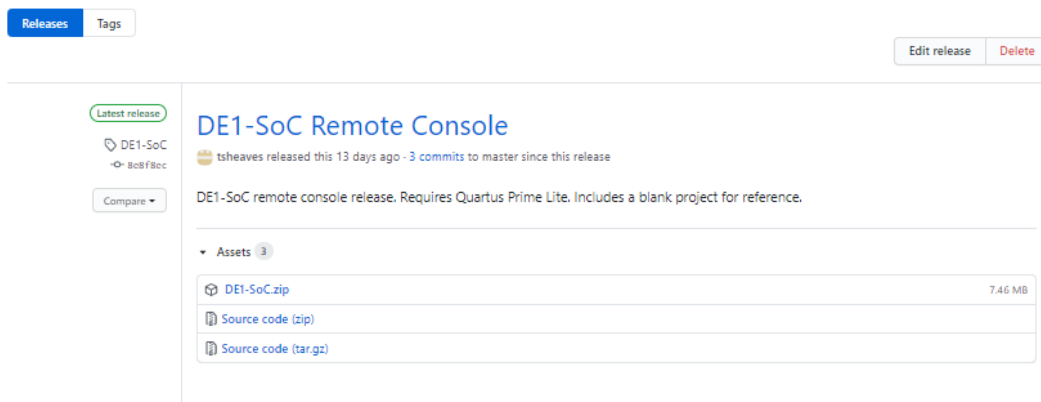 Releases Tags
Edit release Delete
Latest release
DE1-SoC
8e8f8ec
Compare
DE1-SoC Remote Console
tsheaves released this 13 days ago · 3 commits to master since this release
DE1-SoC remote console release. Requires Quartus Prime Lite. Includes a blank project for reference.
Assets 3
DE1-SoC.zip 7.46 MB
Source code (zip)
Source code (tar.gz)